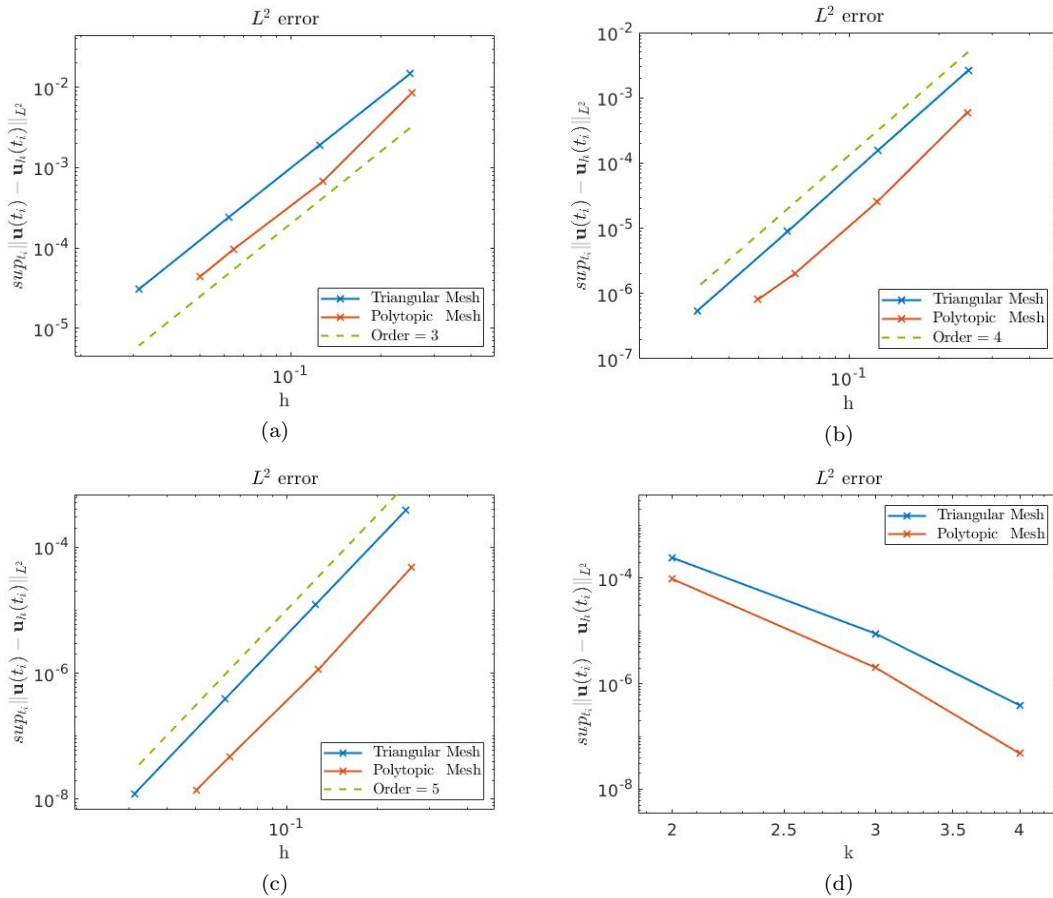 L² error
sup_{t_i}||u(t_i) − u_h(t_i)||_{L²}
10⁻²
10⁻³
10⁻⁴
10⁻⁵
Triangular Mesh
Polytopic Mesh
Order = 3
10⁻¹
h
(a)
L² error
sup_{t_i}||u(t_i) − u_h(t_i)||_{L²}
10⁻²
10⁻³
10⁻⁴
10⁻⁵
10⁻⁶
10⁻⁷
Triangular Mesh
Polytopic Mesh
Order = 4
10⁻¹
h
(b)
L² error
sup_{t_i}||u(t_i) − u_h(t_i)||_{L²}
10⁻⁴
10⁻⁶
10⁻⁸
Triangular Mesh
Polytopic Mesh
Order = 5
10⁻¹
h
(c)
L² error
sup_{t_i}||u(t_i) − u_h(t_i)||_{L²}
Triangular Mesh
Polytopic Mesh
10⁻⁴
10⁻⁶
10⁻⁸
2 2.5 3 3.5 4
k
(d)